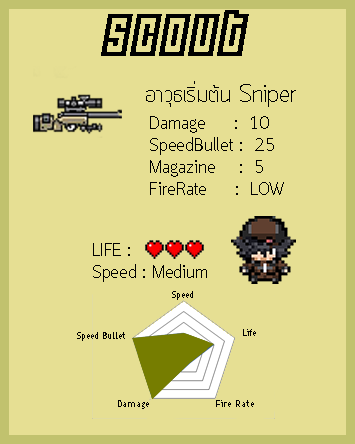 SCOUT
อาวุธเริ่มต้น Sniper
Damage : 10
SpeedBullet : 25
Magazine : 5
FireRate : LOW
LIFE :
Speed : Medium
Speed
Speed Bullet
Life
Damage
Fire Rate